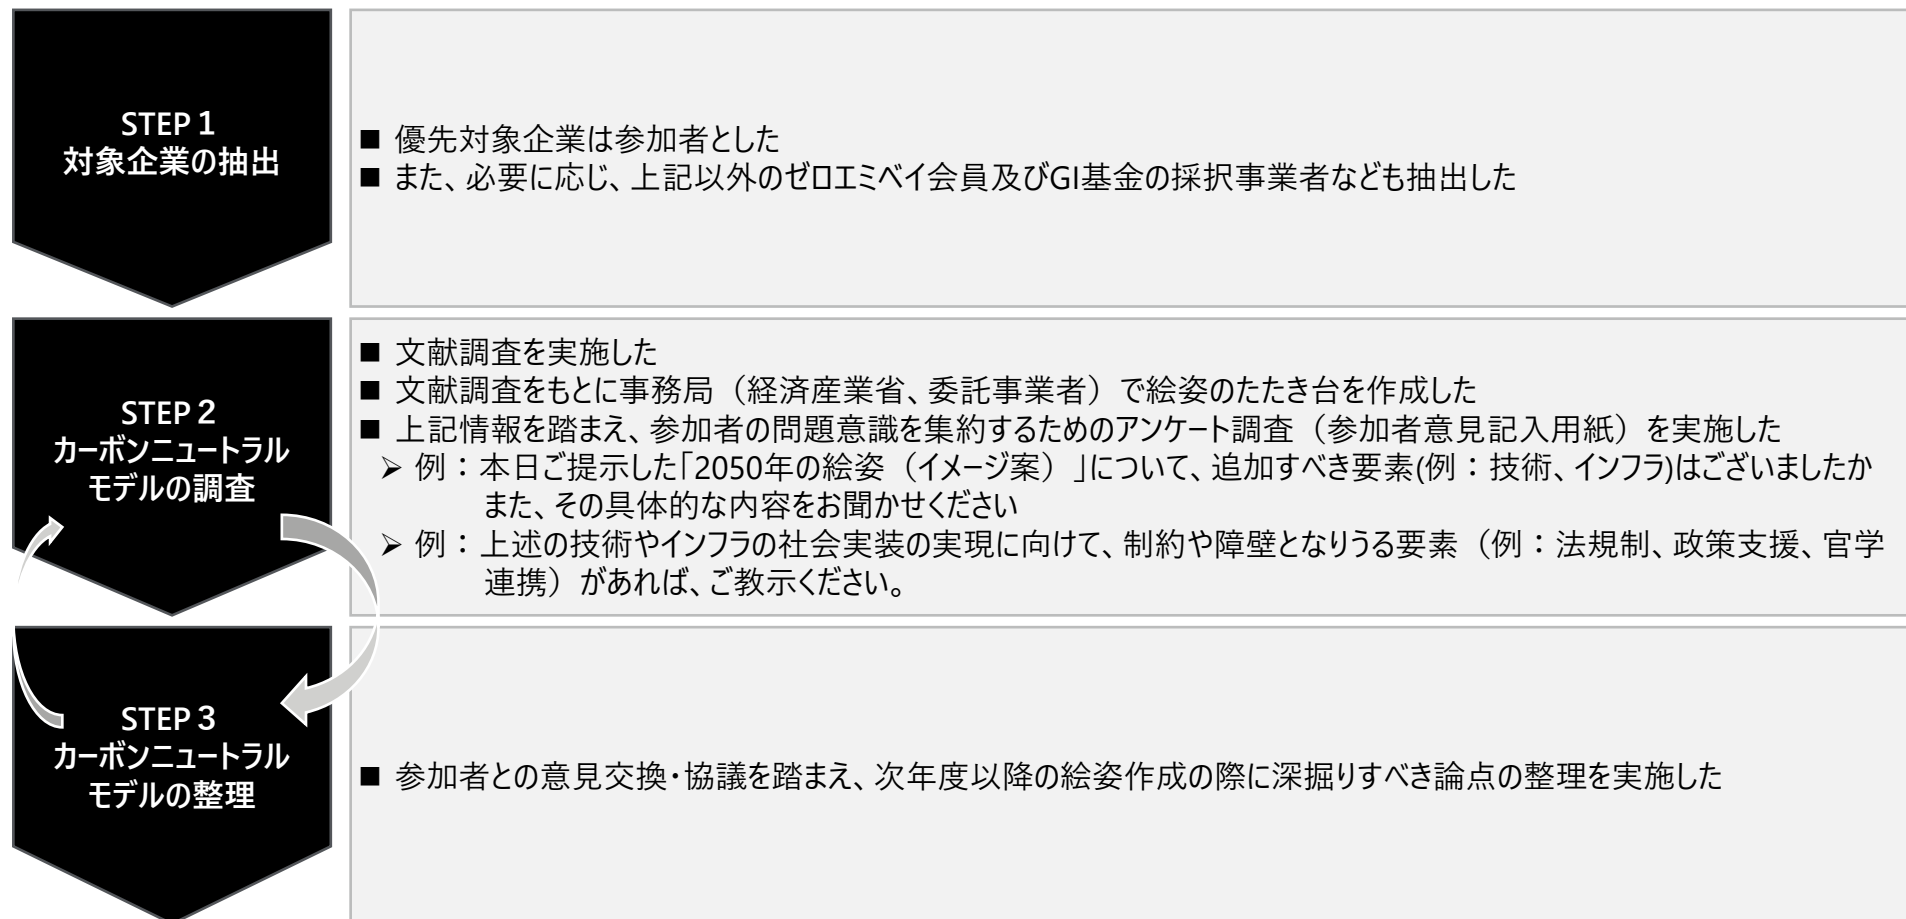 STEP 1
対象企業の抽出
■ 優先対象企業は参加者とした
■ また、必要に応じ、上記以外のゼロエミベイ会員及びGI基金の採択事業者なども抽出した
STEP 2
カーボンニュートラル
モデルの調査
■ 文献調査を実施した
■ 文献調査をもとに事務局（経済産業省、委託事業者）で絵姿のたたき台を作成した
■ 上記情報を踏まえ、参加者の問題意識を集約するためのアンケート調査（参加者意見記入用紙）を実施した
➢ 例：本日ご提示した「2050年の絵姿（イメージ案）」について、追加すべき要素(例：技術、インフラ)はございましたか
また、その具体的な内容をお聞かせください
➢ 例：上述の技術やインフラの社会実装の実現に向けて、制約や障壁となりうる要素（例：法規制、政策支援、官学
連携）があれば、ご教示ください。
STEP 3
カーボンニュートラル
モデルの整理
■ 参加者との意見交換・協議を踏まえ、次年度以降の絵姿作成の際に深掘りすべき論点の整理を実施した